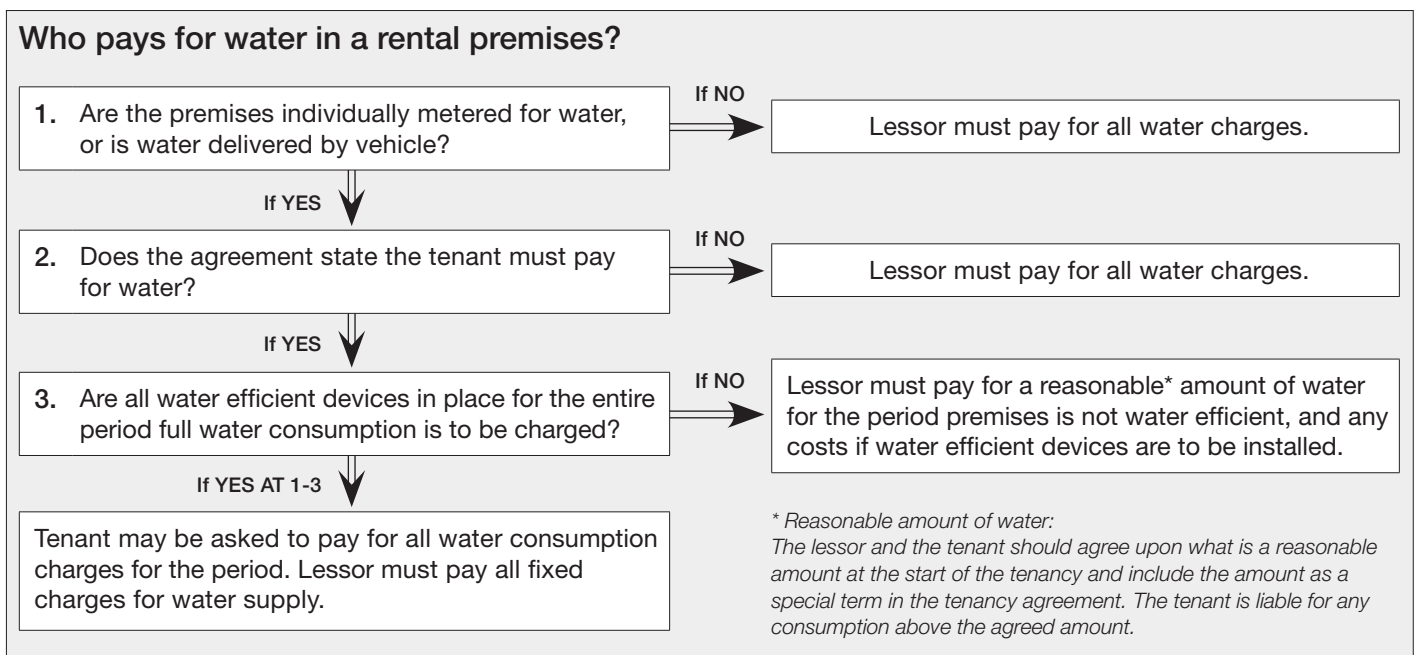 Who pays for water in a rental premises?
1. Are the premises individually metered for water,
or is water delivered by vehicle?
If NO
Lessor must pay for all water charges.
If YES
2. Does the agreement state the tenant must pay
for water?
If NO
Lessor must pay for all water charges.
If YES
3. Are all water efficient devices in place for the entire
period full water consumption is to be charged?
If NO
Lessor must pay for a reasonable* amount of water
for the period premises is not water efficient, and any
costs if water efficient devices are to be installed.
If YES AT 1-3
Tenant may be asked to pay for all water consumption
charges for the period. Lessor must pay all fixed
charges for water supply.
* Reasonable amount of water:
The lessor and the tenant should agree upon what is a reasonable
amount at the start of the tenancy and include the amount as a
special term in the tenancy agreement. The tenant is liable for any
consumption above the agreed amount.